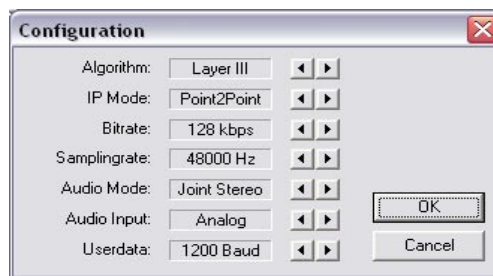 Configuration
Algorithm: Layer III
IP Mode: Point2Point
Bitrate: 128 kbps
Samplingrate: 48000 Hz
Audio Mode: Joint Stereo
Audio Input: Analog
Userdata: 1200 Baud
OK
Cancel